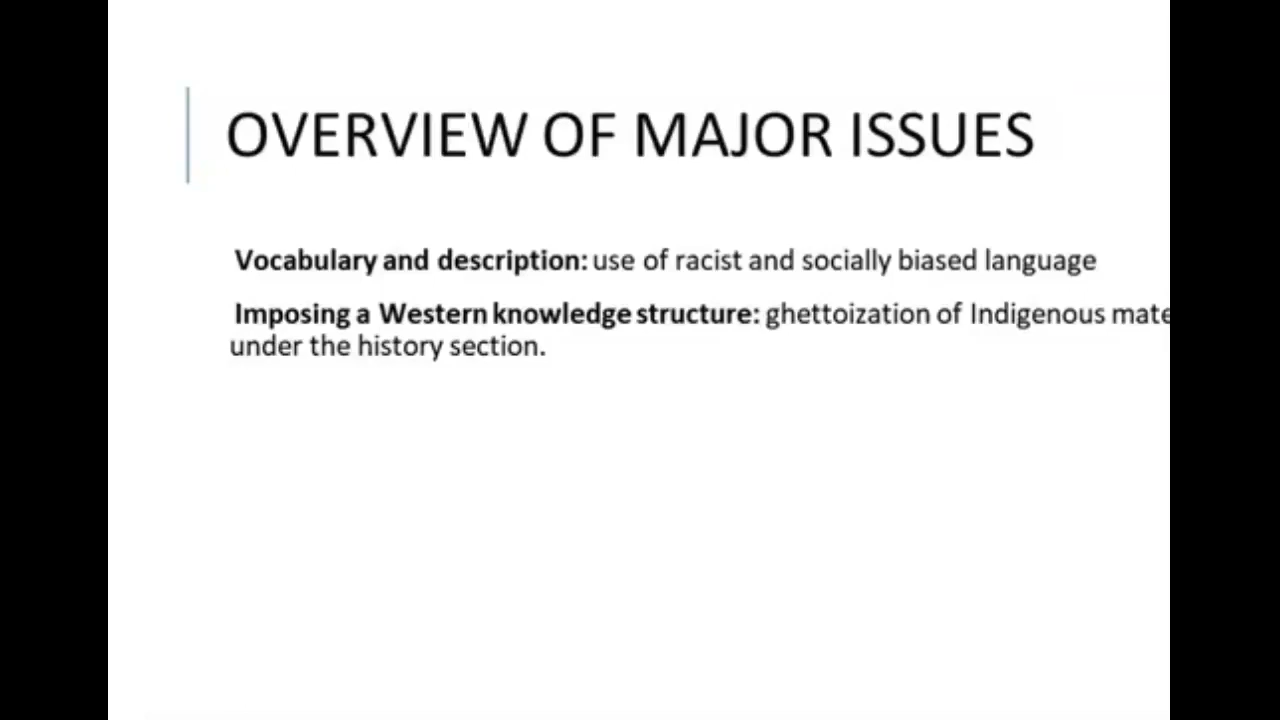 OVERVIEW OF MAJOR ISSUES
Vocabulary and description: use of racist and socially biased language
Imposing a Western knowledge structure: ghettoization of Indigenous
under the history section.